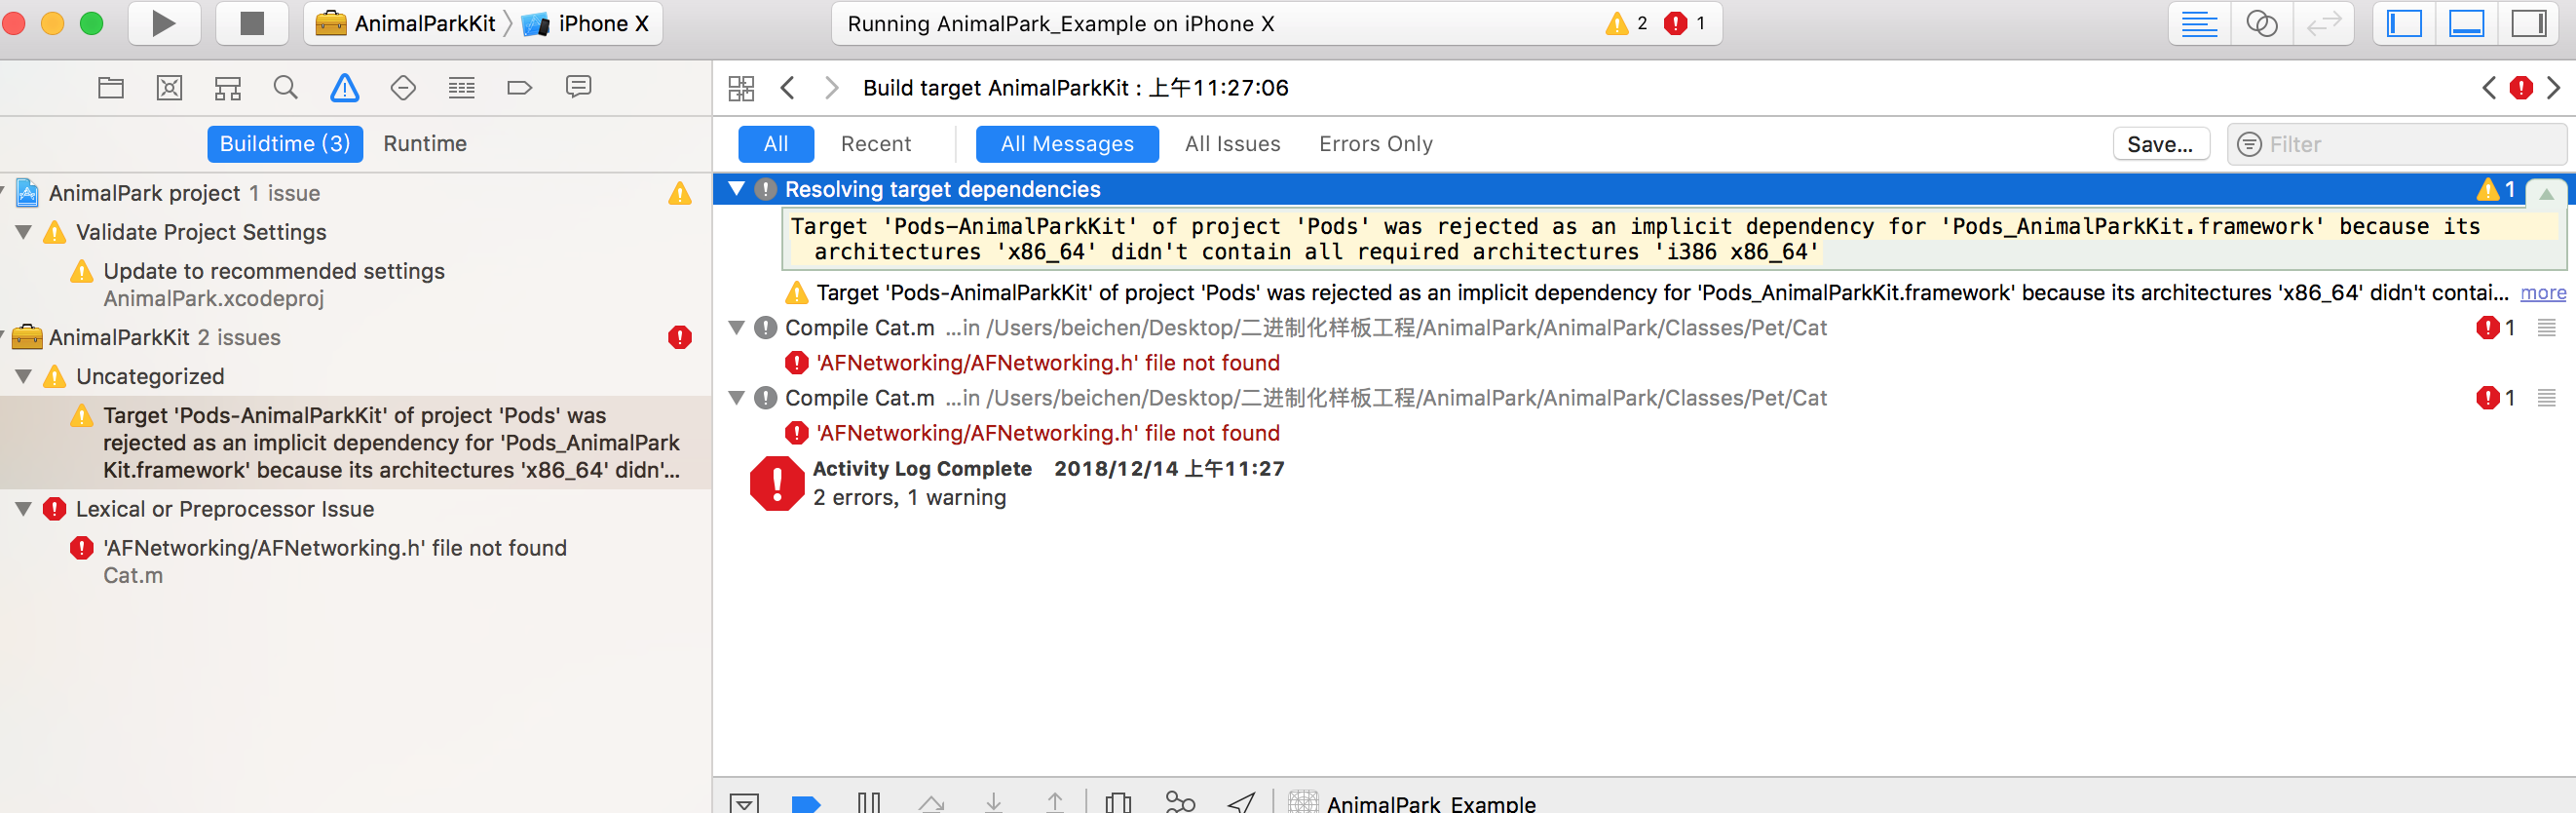 AnimalParkKit iPhone X
Running AnimalPark_Example on iPhone X 2 1
Build target AnimalParkKit : 上午11:27:06
Buildtime (3) Runtime
All Recent All Messages All Issues Errors Only Save... Filter
AnimalPark project 1 issue
Validate Project Settings
Update to recommended settings
AnimalPark.xcodeproj
AnimalParkKit 2 issues
Uncategorized
Target 'Pods-AnimalParkKit' of project 'Pods' was
rejected as an implicit dependency for 'Pods_AnimalPark
Kit.framework' because its architectures 'x86_64' didn'...
Lexical or Preprocessor Issue
'AFNetworking/AFNetworking.h' file not found
Cat.m
Resolving target dependencies 1
Target 'Pods-AnimalParkKit' of project 'Pods' was rejected as an implicit dependency for 'Pods_AnimalParkKit.framework' because its
architectures 'x86_64' didn't contain all required architectures 'i386 x86_64'
Target 'Pods-AnimalParkKit' of project 'Pods' was rejected as an implicit dependency for 'Pods_AnimalParkKit.framework' because its architectures 'x86_64' didn't contai... more
Compile Cat.m ...in /Users/beichen/Desktop/二进制化样板工程/AnimalPark/AnimalPark/Classes/Pet/Cat 1
'AFNetworking/AFNetworking.h' file not found
Compile Cat.m ...in /Users/beichen/Desktop/二进制化样板工程/AnimalPark/AnimalPark/Classes/Pet/Cat 1
'AFNetworking/AFNetworking.h' file not found
Activity Log Complete 2018/12/14 上午11:27
2 errors, 1 warning
AnimalPark_Example